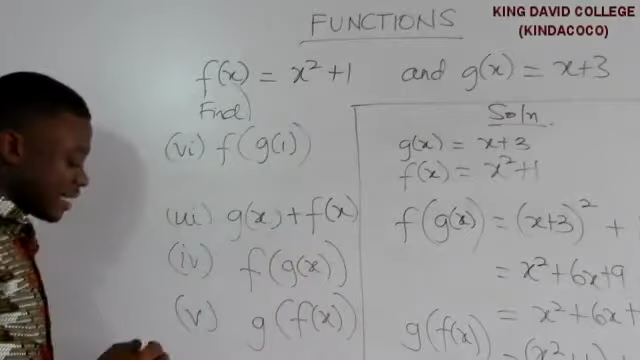 FUNCTIONS
KING DAVID COLLEGE
(KINDACOCO)
f(x) = x²+1 and g(x) = x+3
Find
(vi) f(g(1))
(iii) g(x)+f(x)
(iv) f(g(x))
(v) g(f(x))
Soln
g(x) = x+3
f(x) = x²+1
f(g(x)) = (x+3)² +
= x²+6x+9
= x²+6x+
g(f(x))